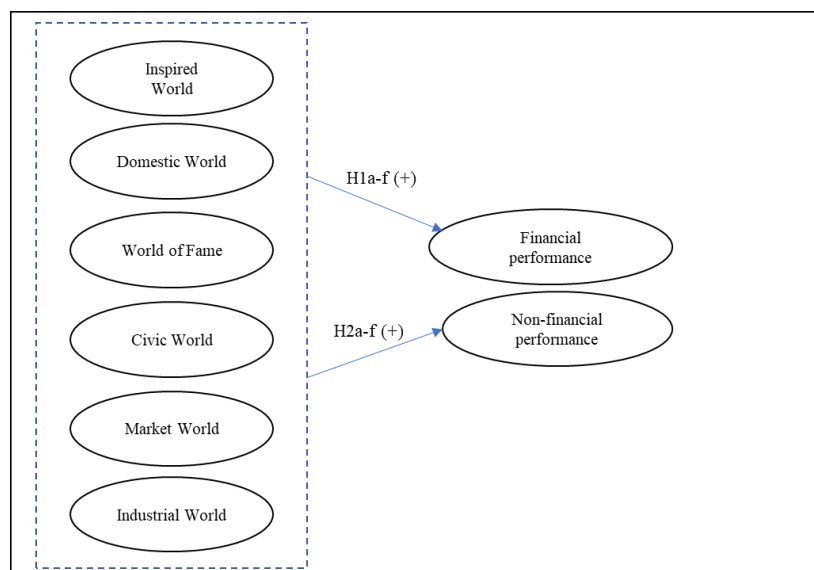 Inspired
World
Domestic World
World of Fame
Civic World
Market World
Industrial World
H1a-f (+)
H2a-f (+)
Financial
performance
Non-financial
performance